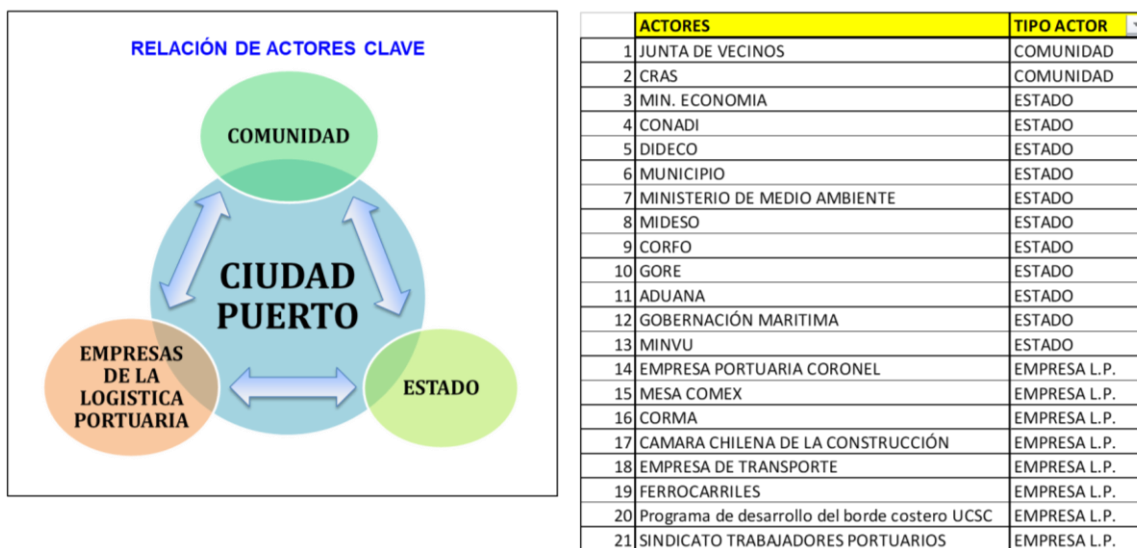 RELACIÓN DE ACTORES CLAVE
COMUNIDAD
CIUDAD
PUERTO
EMPRESAS
DE LA
LOGISTICA
PORTUARIA
ESTADO
ACTORES TIPO ACTOR
1 JUNTA DE VECINOS COMUNIDAD
2 CRAS COMUNIDAD
3 MIN. ECONOMIA ESTADO
4 CONADI ESTADO
5 DIDECO ESTADO
6 MUNICIPIO ESTADO
7 MINISTERIO DE MEDIO AMBIENTE ESTADO
8 MIDESO ESTADO
9 CORFO ESTADO
10 GORE ESTADO
11 ADUANA ESTADO
12 GOBERNACIÓN MARITIMA ESTADO
13 MINVU ESTADO
14 EMPRESA PORTUARIA CORONEL EMPRESA L.P.
15 MESA COMEX EMPRESA L.P.
16 CORMA EMPRESA L.P.
17 CAMARA CHILENA DE LA CONSTRUCCIÓN EMPRESA L.P.
18 EMPRESA DE TRANSPORTE EMPRESA L.P.
19 FERROCARRILES EMPRESA L.P.
20 Programa de desarrollo del borde costero UCSC EMPRESA L.P.
21 SINDICATO TRABAJADORES PORTUARIOS EMPRESA L.P.